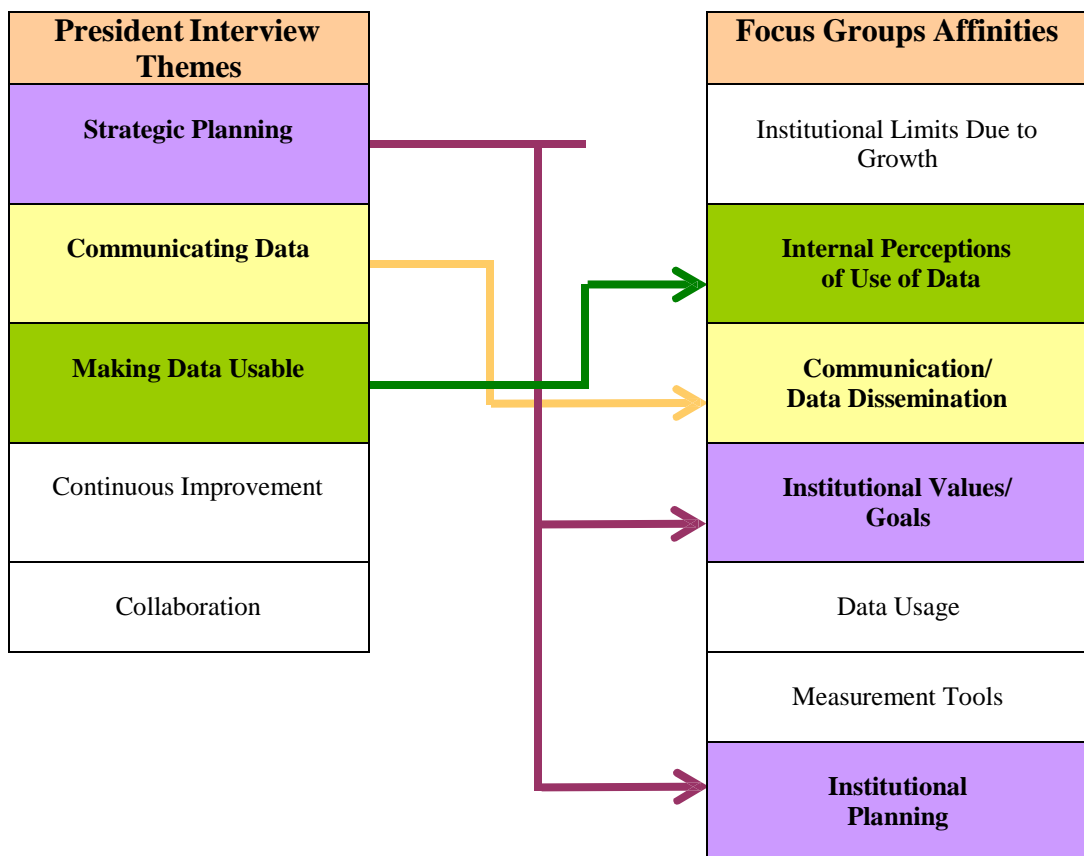 President Interview
Themes
Strategic Planning
Communicating Data
Making Data Usable
Continuous Improvement
Collaboration
Focus Groups Affinities
Institutional Limits Due to
Growth
Internal Perceptions
of Use of Data
Communication/
Data Dissemination
Institutional Values/
Goals
Data Usage
Measurement Tools
Institutional
Planning